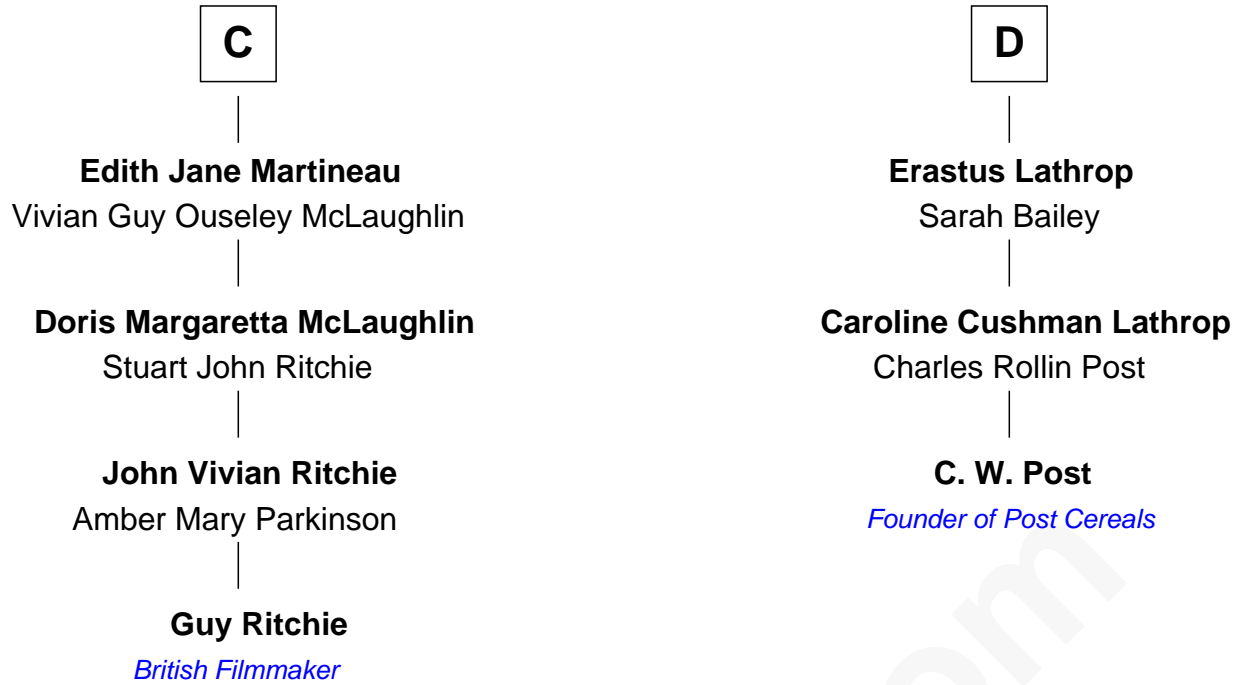 C
Edith Jane Martineau
Vivian Guy Ouseley McLaughlin
Doris Margaretta McLaughlin
Stuart John Ritchie
John Vivian Ritchie
Amber Mary Parkinson
Guy Ritchie
British Filmmaker
D
Erastus Lathrop
Sarah Bailey
Caroline Cushman Lathrop
Charles Rollin Post
C. W. Post
Founder of Post Cereals
om